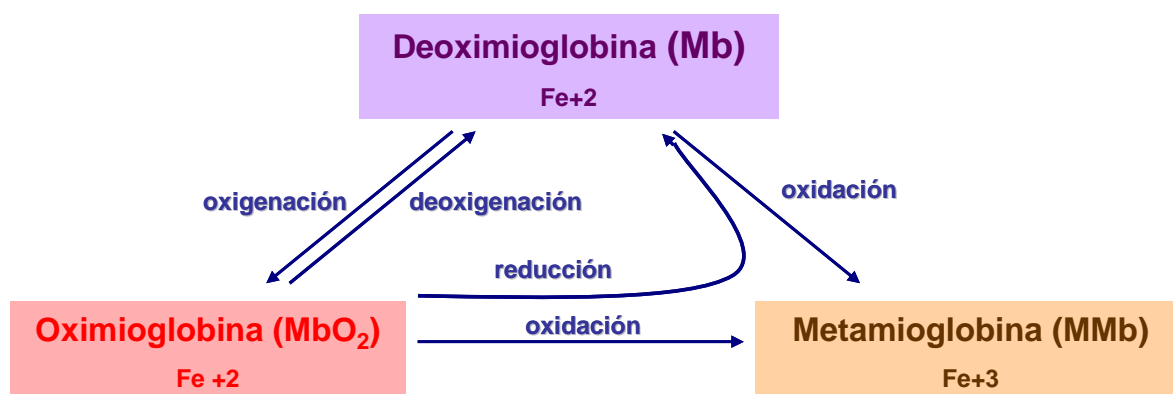 Deoximioglobina (Mb)
Fe+2
oxigenación
deoxigenación
oxidación
reducción
oxidación
Oximioglobina (MbO₂)
Fe +2
Metamioglobina (MMb)
Fe+3